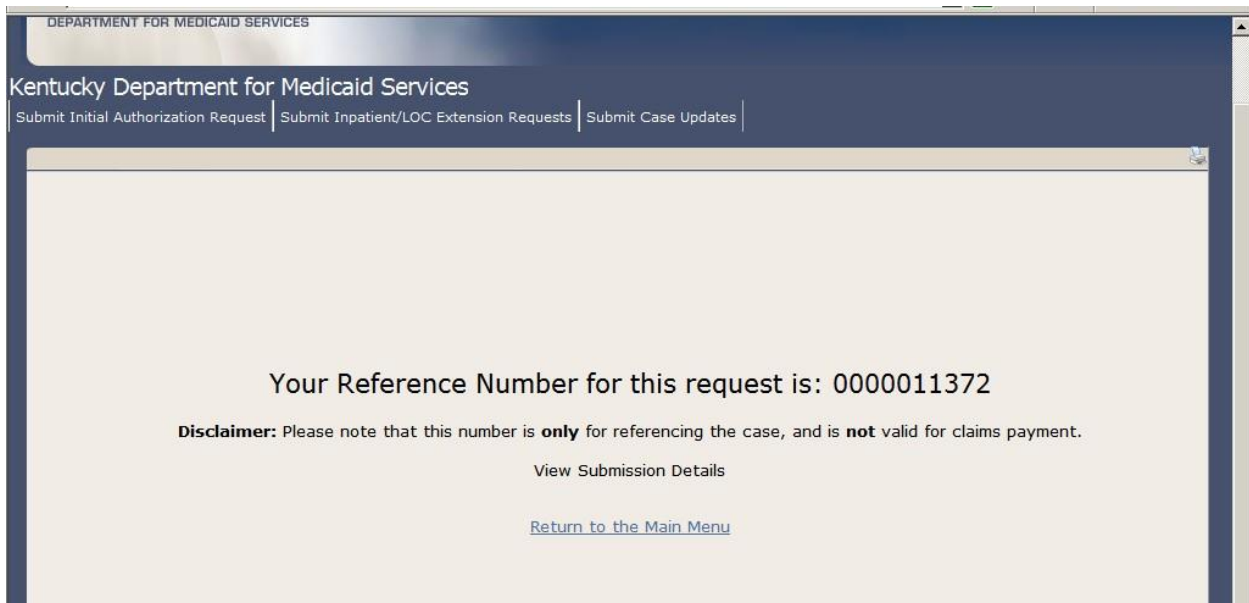 DEPARTMENT FOR MEDICAID SERVICES
Kentucky Department for Medicaid Services
Submit Initial Authorization Request Submit Inpatient/LOC Extension Requests Submit Case Updates
Your Reference Number for this request is: 0000011372
Disclaimer: Please note that this number is only for referencing the case, and is not valid for claims payment.
View Submission Details
Return to the Main Menu